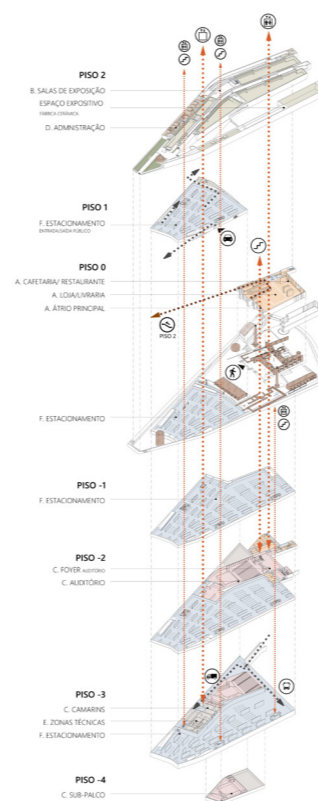 PISO 2
B. SALAS DE EXPOSIÇÃO
ESPAÇO EXPOSITIVO
FÁBRICA CERÂMICA
D. ADMNISTRAÇÃO
PISO 1
F. ESTACIONAMENTO
ENTRADA/SAÍDA PÚBLICO
PISO 0
A. CAFETARIA/ RESTAURANTE
A. LOJA/LIVRARIA
A. ÁTRIO PRINCIPAL
PISO 2
F. ESTACIONAMENTO
PISO -1
F. ESTACIONAMENTO
PISO -2
C. FOYER AUDITÓRIO
C. AUDITÓRIO
PISO -3
C. CAMARINS
E. ZONAS TÉCNICAS
F. ESTACIONAMENTO
PISO -4
C. SUB-PALCO